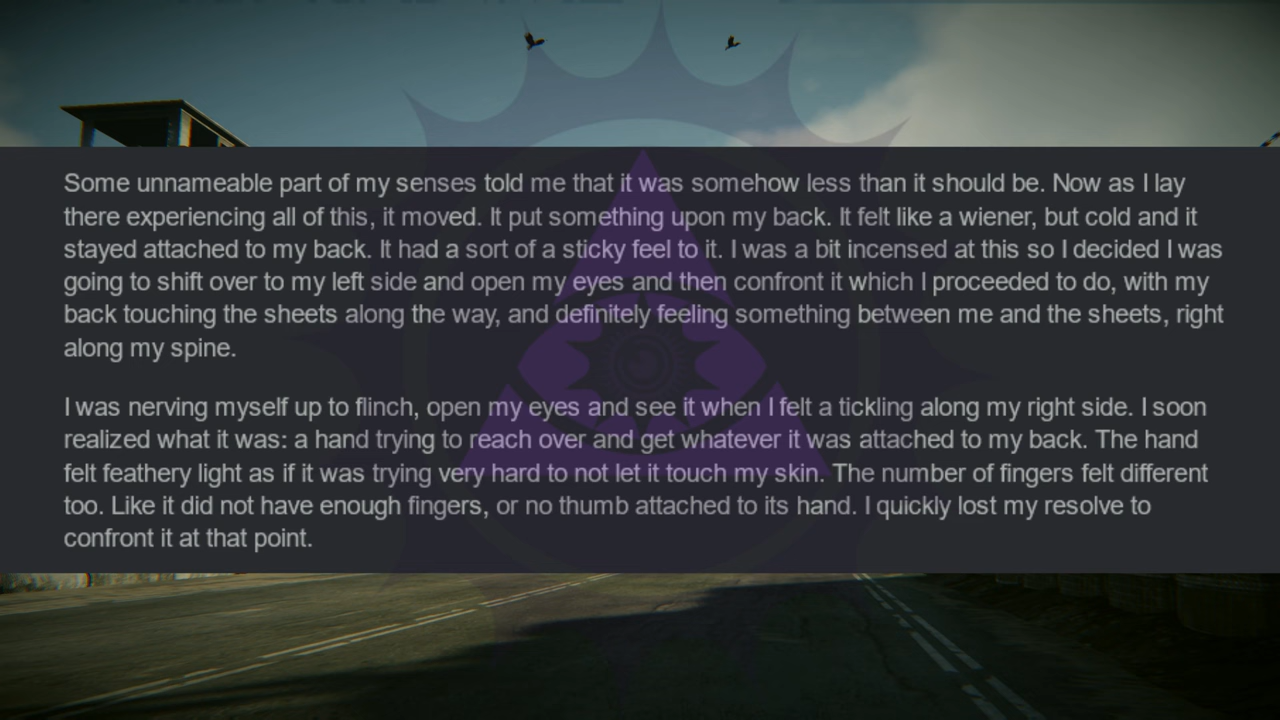 Some unnameable part of my senses told me that it was somehow less than it should be. Now as I lay
there experiencing all of this, it moved. It put something upon my back. It felt like a wiener, but cold and it
stayed attached to my back. It had a sort of a sticky feel to it. I was a bit incensed at this so I decided I was
going to shift over to my left side and open my eyes and then confront it which I proceeded to do, with my
back touching the sheets along the way, and definitely feeling something between me and the sheets, right
along my spine.
I was nerving myself up to flinch, open my eyes and see it when I felt a tickling along my right side. I soon
realized what it was: a hand trying to reach over and get whatever it was attached to my back. The hand
felt feathery light as if it was trying very hard to not let it touch my skin. The number of fingers felt different
too. Like it did not have enough fingers, or no thumb attached to its hand. I quickly lost my resolve to
confront it at that point.